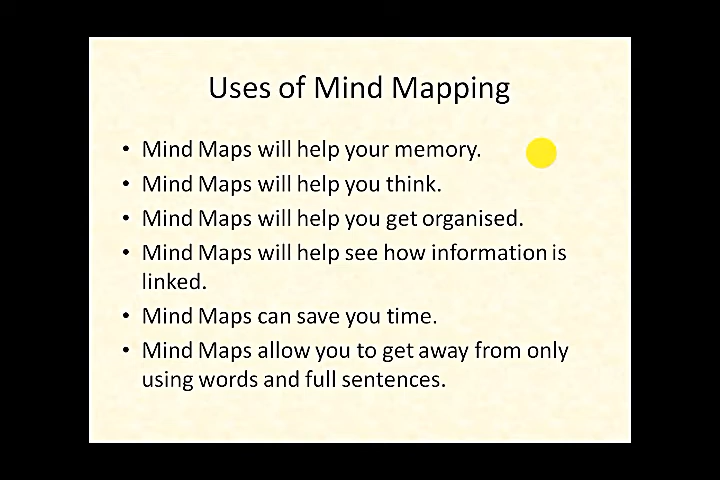 Uses of Mind Mapping
• Mind Maps will help your memory.
• Mind Maps will help you think.
• Mind Maps will help you get organised.
• Mind Maps will help see how information is
linked.
• Mind Maps can save you time.
• Mind Maps allow you to get away from only
using words and full sentences.